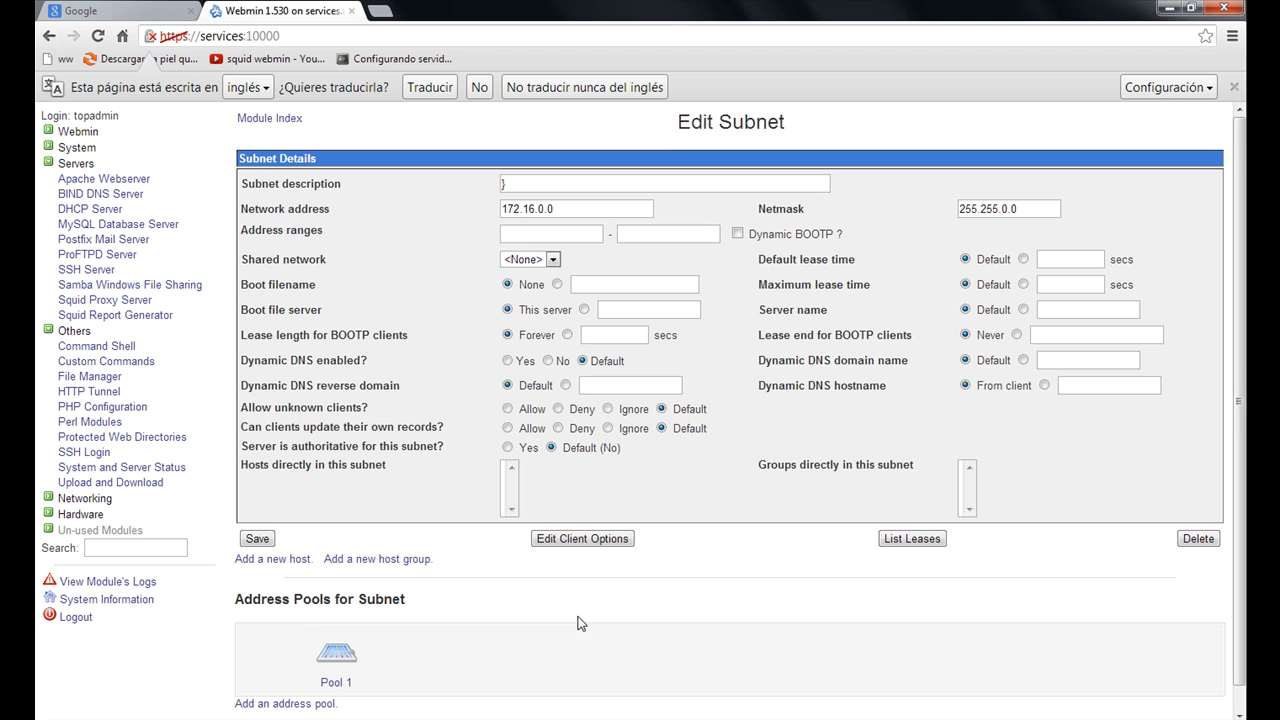 Google
Webmin 1.530 on services.
https://services:10000
ww
Descargar piel qu...
squid webmin - You...
Configurando servid...
Esta página está escrita en inglés ¿Quieres traducirla? Traducir No No traducir nunca del inglés Configuración
Login: topadmin
Webmin
System
Servers
Apache Webserver
BIND DNS Server
DHCP Server
MySQL Database Server
Postfix Mail Server
ProFTPD Server
SSH Server
Samba Windows File Sharing
Squid Proxy Server
Squid Report Generator
Others
Command Shell
Custom Commands
File Manager
HTTP Tunnel
PHP Configuration
Perl Modules
Protected Web Directories
SSH Login
System and Server Status
Upload and Download
Networking
Hardware
Un-used Modules
Search:
View Module's Logs
System Information
Logout
Module Index
Edit Subnet
Subnet Details
Subnet description }
Network address 172.16.0.0 Netmask 255.255.0.0
Address ranges - Dynamic BOOTP ?
Shared network <None> Default lease time Default secs
Boot filename None Maximum lease time Default secs
Boot file server This server Server name Default
Lease length for BOOTP clients Forever secs Lease end for BOOTP clients Never
Dynamic DNS enabled? Yes No Default Dynamic DNS domain name Default
Dynamic DNS reverse domain Default Dynamic DNS hostname From client
Allow unknown clients? Allow Deny Ignore Default
Can clients update their own records? Allow Deny Ignore Default
Server is authoritative for this subnet? Yes Default (No)
Hosts directly in this subnet Groups directly in this subnet
Save Edit Client Options List Leases Delete
Add a new host. Add a new host group.
Address Pools for Subnet
Pool 1
Add an address pool.